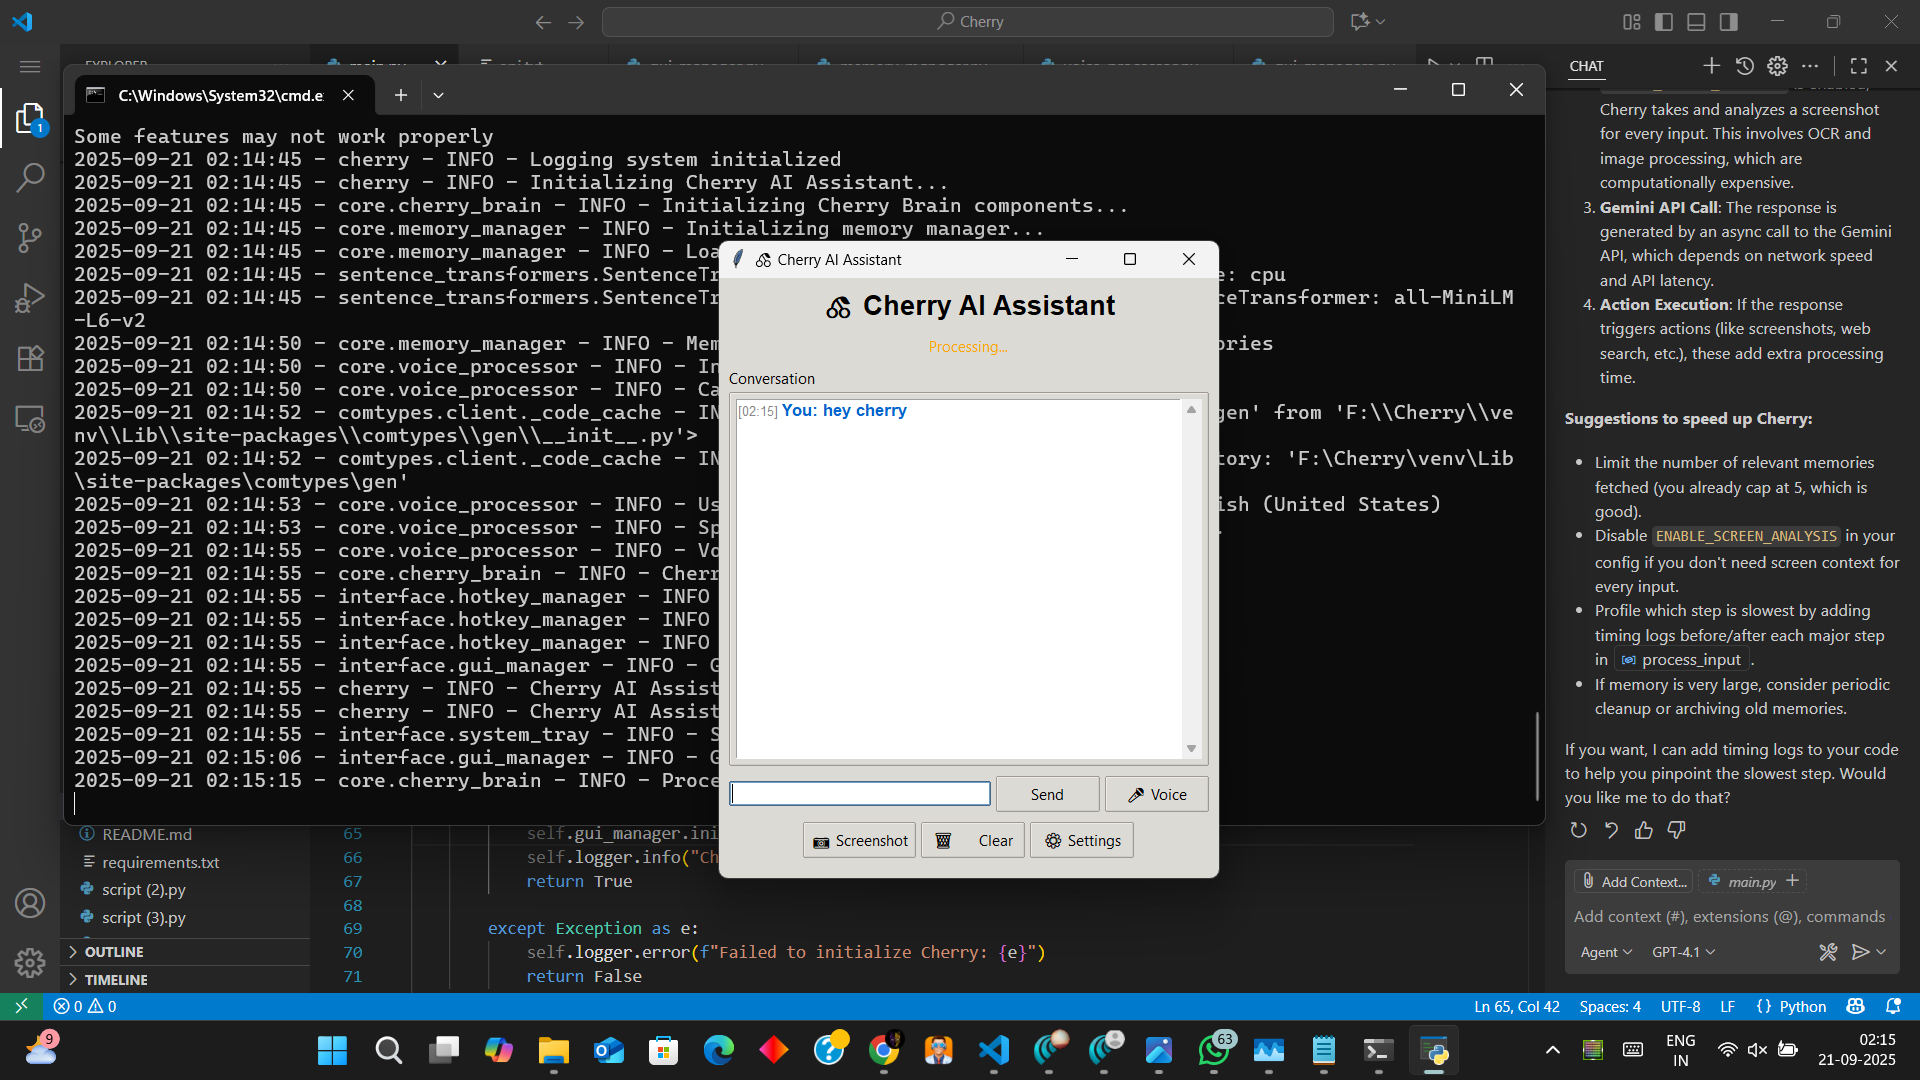 Cherry
EXPLORER
CHAT
C:\Windows\System32\cmd.e
Some features may not work properly
2025-09-21 02:14:45 - cherry - INFO - Logging system initialized
2025-09-21 02:14:45 - cherry - INFO - Initializing Cherry AI Assistant...
2025-09-21 02:14:45 - core.cherry_brain - INFO - Initializing Cherry Brain components...
2025-09-21 02:14:45 - core.memory_manager - INFO - Initializing memory manager...
2025-09-21 02:14:45 - core.memory_manager - INFO - Loa
2025-09-21 02:14:45 - sentence_transformers.SentenceTr e: cpu
2025-09-21 02:14:45 - sentence_transformers.SentenceTr ceTransformer: all-MiniLM
-L6-v2
2025-09-21 02:14:50 - core.memory_manager - INFO - Mem ories
2025-09-21 02:14:50 - core.voice_processor - INFO - In
2025-09-21 02:14:50 - core.voice_processor - INFO - Ca
2025-09-21 02:14:52 - comtypes.client._code_cache - IN gen' from 'F:\\Cherry\\ve
nv\\Lib\\site-packages\\comtypes\\gen\\__init__.py'>
2025-09-21 02:14:52 - comtypes.client._code_cache - IN tory: 'F:\Cherry\venv\Lib
\site-packages\comtypes\gen'
2025-09-21 02:14:53 - core.voice_processor - INFO - Us ish (United States)
2025-09-21 02:14:53 - core.voice_processor - INFO - Sp .
2025-09-21 02:14:55 - core.voice_processor - INFO - Vo
2025-09-21 02:14:55 - core.cherry_brain - INFO - Cherr
2025-09-21 02:14:55 - interface.hotkey_manager - INFO
2025-09-21 02:14:55 - interface.hotkey_manager - INFO
2025-09-21 02:14:55 - interface.hotkey_manager - INFO
2025-09-21 02:14:55 - interface.gui_manager - INFO - G
2025-09-21 02:14:55 - cherry - INFO - Cherry AI Assist
2025-09-21 02:14:55 - cherry - INFO - Cherry AI Assist
2025-09-21 02:14:55 - interface.system_tray - INFO - S
2025-09-21 02:15:06 - interface.gui_manager - INFO - G
2025-09-21 02:15:15 - core.cherry_brain - INFO - Proce
Cherry AI Assistant
Cherry AI Assistant
Processing...
Conversation
[02:15] You: hey cherry
Send
Voice
Screenshot
Clear
Settings
README.md
requirements.txt
script (2).py
script (3).py
OUTLINE
TIMELINE
65 self.gui_manager.ini
66 self.logger.info("Ch
67 return True
68
69 except Exception as e:
70 self.logger.error(f"Failed to initialize Cherry: {e}")
71 return False
Cherry takes and analyzes a screenshot
for every input. This involves OCR and
image processing, which are
computationally expensive.
3. Gemini API Call: The response is
generated by an async call to the Gemini
API, which depends on network speed
and API latency.
4. Action Execution: If the response
triggers actions (like screenshots, web
search, etc.), these add extra processing
time.
Suggestions to speed up Cherry:
• Limit the number of relevant memories
fetched (you already cap at 5, which is
good).
• Disable ENABLE_SCREEN_ANALYSIS in your
config if you don't need screen context for
every input.
• Profile which step is slowest by adding
timing logs before/after each major step
in process_input .
• If memory is very large, consider periodic
cleanup or archiving old memories.
If you want, I can add timing logs to your code
to help you pinpoint the slowest step. Would
you like me to do that?
Add Context...
main.py
Add context (#), extensions (@), commands
Agent
GPT-4.1
0 0
Ln 65, Col 42
Spaces: 4
UTF-8
LF
{ } Python
1
9
63
ENG
IN
02:15
21-09-2025